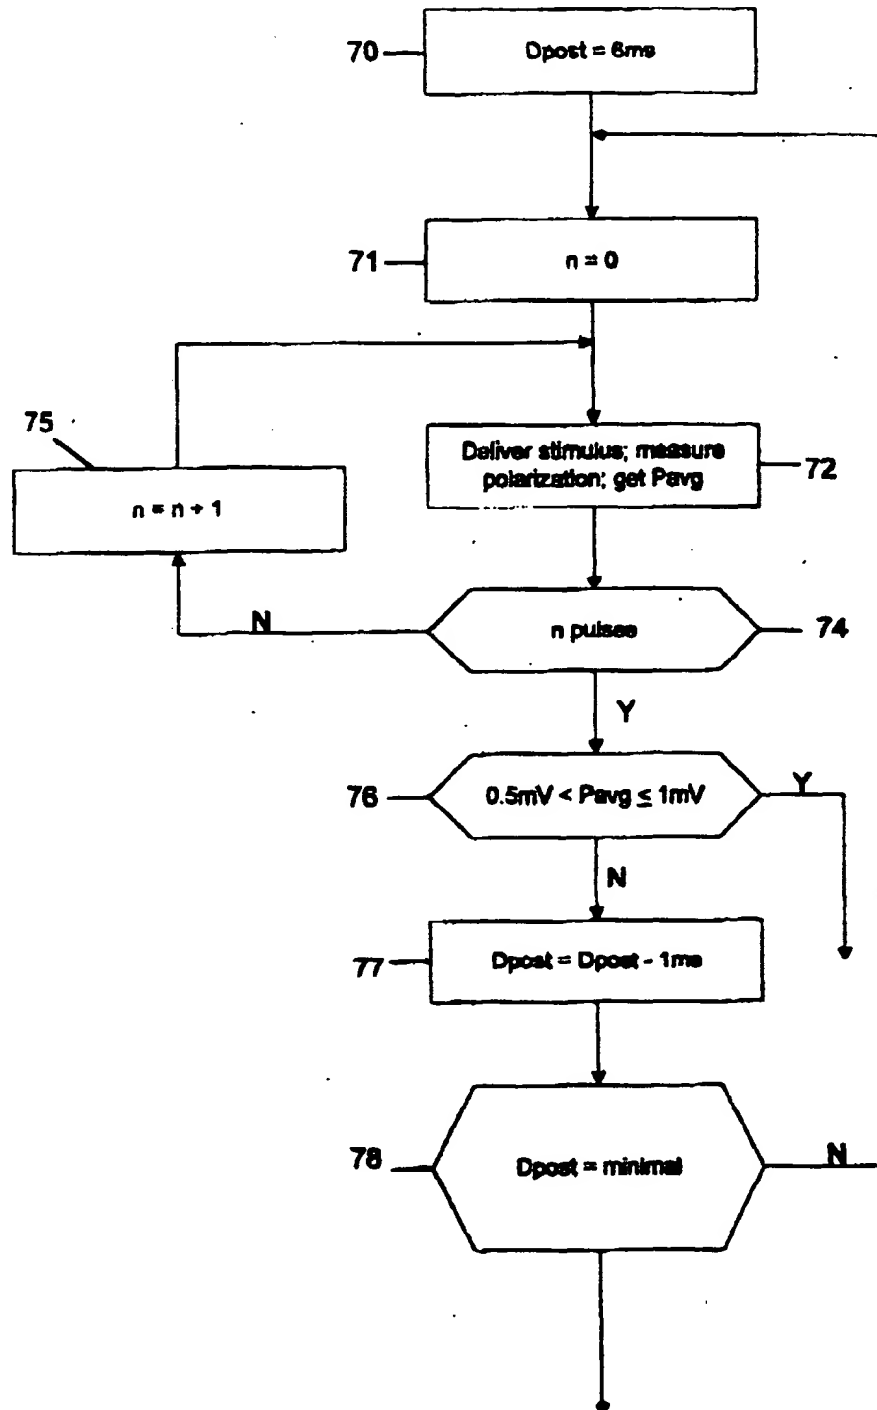 70
Dpost = 6ms
71
n = 0
75
n = n + 1
Deliver stimulus; measure
polarization; get Pavg
72
N
n pulses
74
Y
76
0.5mV < Pavg ≤ 1mV
Y
N
77
Dpost = Dpost - 1ms
78
Dpost = minimal
N